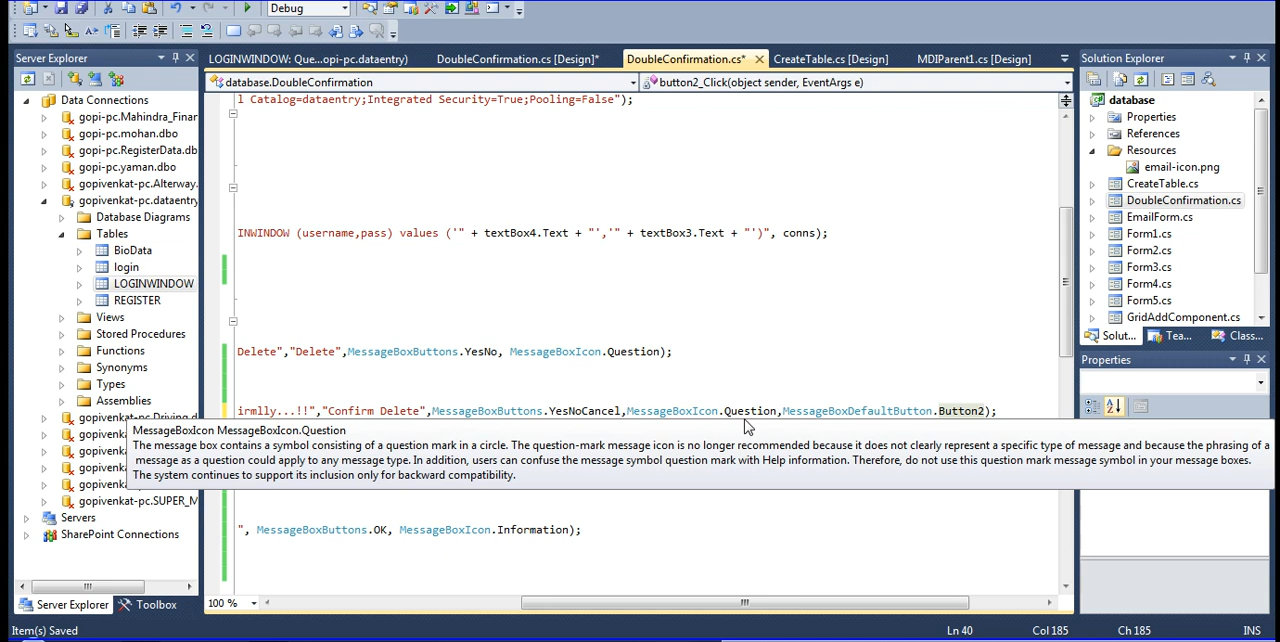 Debug
Server Explorer
LOGINWINDOW: Que...opi-pc.dataentry)
DoubleConfirmation.cs [Design]*
DoubleConfirmation.cs*
CreateTable.cs [Design]
MDIParent1.cs [Design]
Solution Explorer
database.DoubleConfirmation
button2_Click(object sender, EventArgs e)
Data Connections
gopi-pc.Mahindra_Finar
gopi-pc.mohan.dbo
gopi-pc.RegisterData.db
gopi-pc.yaman.dbo
gopivenkat-pc.Alterway.
gopivenkat-pc.dataentry
Database Diagrams
Tables
BioData
login
LOGINWINDOW
REGISTER
Views
Stored Procedures
Functions
Synonyms
Types
Assemblies
gopivenkat-pc.Driving.d
gopivenk
gopivenk
gopivenk
gopivenk
gopivenkat-pc.SUPER_M
Servers
SharePoint Connections
Server Explorer
Toolbox
l Catalog=dataentry;Integrated Security=True;Pooling=False");
INWINDOW (username,pass) values ('" + textBox4.Text + "','" + textBox3.Text + "')", conns);
Delete","Delete",MessageBoxButtons.YesNo, MessageBoxIcon.Question);
irmlly...!!","Confirm Delete",MessageBoxButtons.YesNoCancel,MessageBoxIcon.Question,MessageBoxDefaultButton.Button2);
MessageBoxIcon MessageBoxIcon.Question
The message box contains a symbol consisting of a question mark in a circle. The question-mark message icon is no longer recommended because it does not clearly represent a specific type of message and because the phrasing of a
message as a question could apply to any message type. In addition, users can confuse the message symbol question mark with Help information. Therefore, do not use this question mark message symbol in your message boxes.
The system continues to support its inclusion only for backward compatibility.
", MessageBoxButtons.OK, MessageBoxIcon.Information);
100 %
database
Properties
References
Resources
email-icon.png
CreateTable.cs
DoubleConfirmation.cs
EmailForm.cs
Form1.cs
Form2.cs
Form3.cs
Form4.cs
Form5.cs
GridAddComponent.cs
Solut...
Tea...
Class...
Properties
Item(s) Saved
Ln 40
Col 185
Ch 185
INS